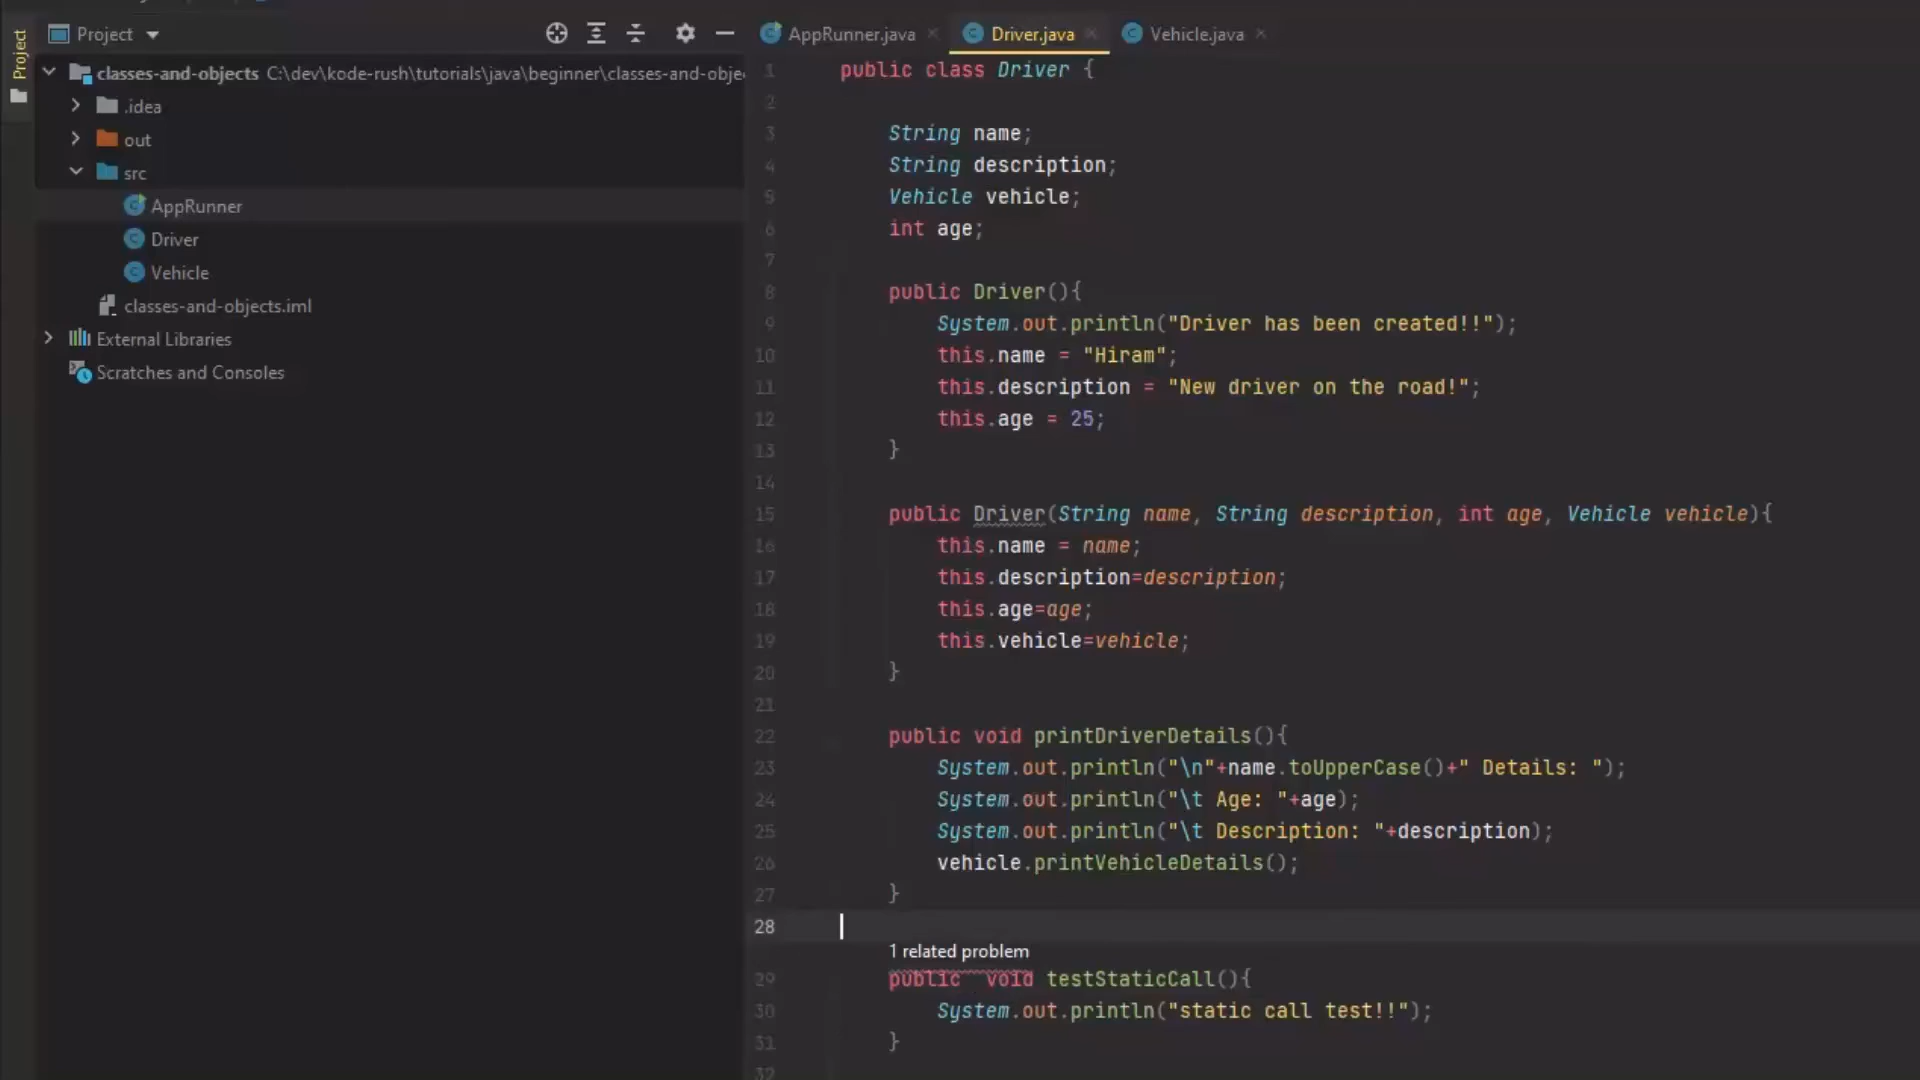 Project
Project
classes-and-objects C:\dev\kode-rush\tutorials\java\beginner\classes-and-obje
.idea
out
src
AppRunner
Driver
Vehicle
classes-and-objects.iml
External Libraries
Scratches and Consoles
AppRunner.java
Driver.java
Vehicle.java
1 public class Driver {
2
3 String name;
4 String description;
5 Vehicle vehicle;
6 int age;
7
8 public Driver(){
9 System.out.println("Driver has been created!!");
10 this.name = "Hiram";
11 this.description = "New driver on the road!";
12 this.age = 25;
13 }
14
15 public Driver(String name, String description, int age, Vehicle vehicle){
16 this.name = name;
17 this.description=description;
18 this.age=age;
19 this.vehicle=vehicle;
20 }
21
22 public void printDriverDetails(){
23 System.out.println("\n"+name.toUpperCase()+" Details: ");
24 System.out.println("\t Age: "+age);
25 System.out.println("\t Description: "+description);
26 vehicle.printVehicleDetails();
27 }
28
1 related problem
29 public  void testStaticCall(){
30 System.out.println("static call test!!");
31 }
32